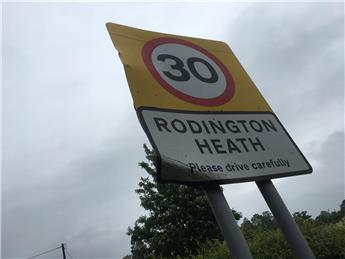 30
RODINGTON
HEATH
Please drive carefully